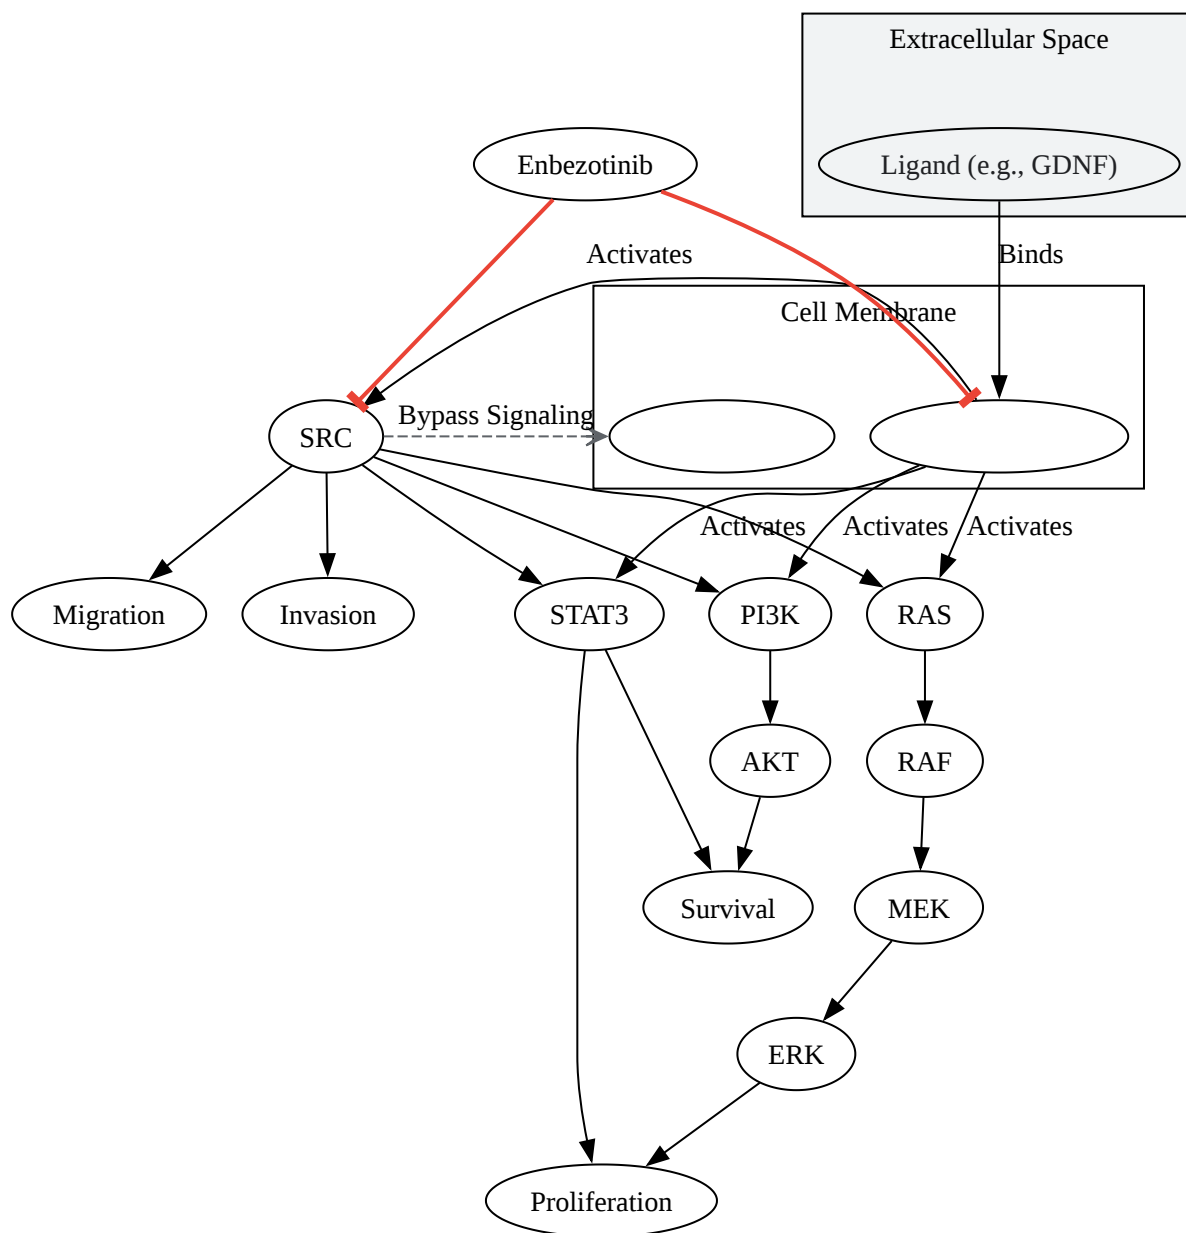 Extracellular Space
Enbezotinib
Ligand (e.g., GDNF)
Activates
Binds
Cell Membrane
Bypass Signaling
SRC
Activates
Activates
Activates
Migration
Invasion
STAT3
PI3K
RAS
AKT
RAF
Survival
MEK
ERK
Proliferation